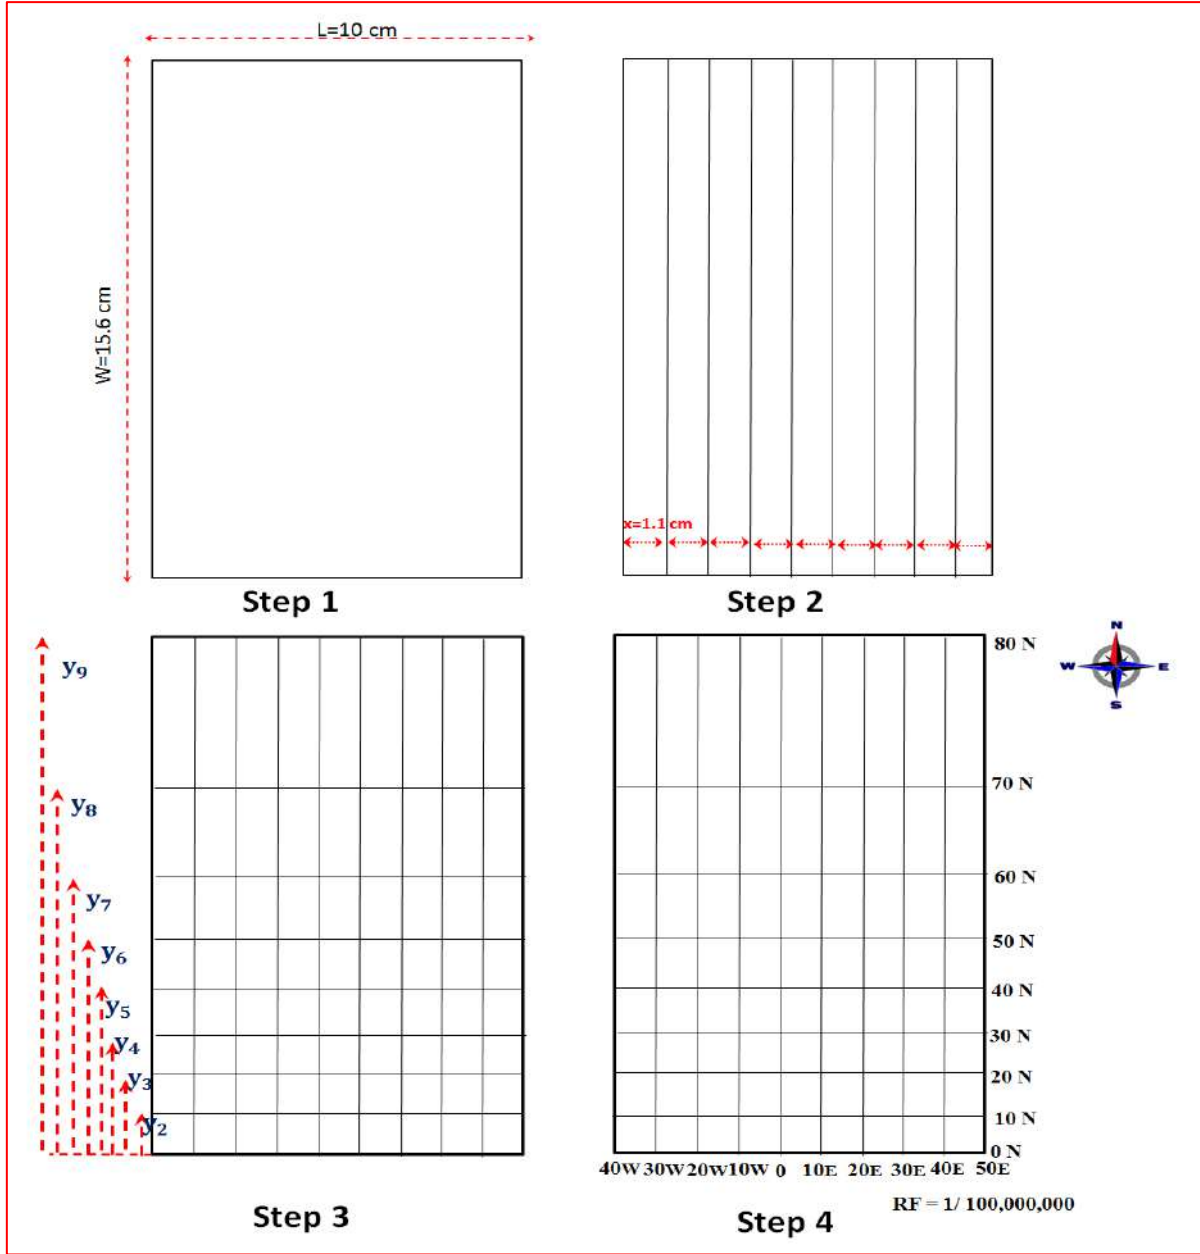 L=10 cm
W=15.6 cm
x=1.1 cm
Step 1
Step 2
y9
y8
y7
y6
y5
y4
y3
y2
Step 3
80 N
70 N
60 N
50 N
40 N
30 N
20 N
10 N
0 N
40W 30W 20W 10W 0 10E 20E 30E 40E 50E
RF = 1/ 100,000,000
Step 4
N
W E
S